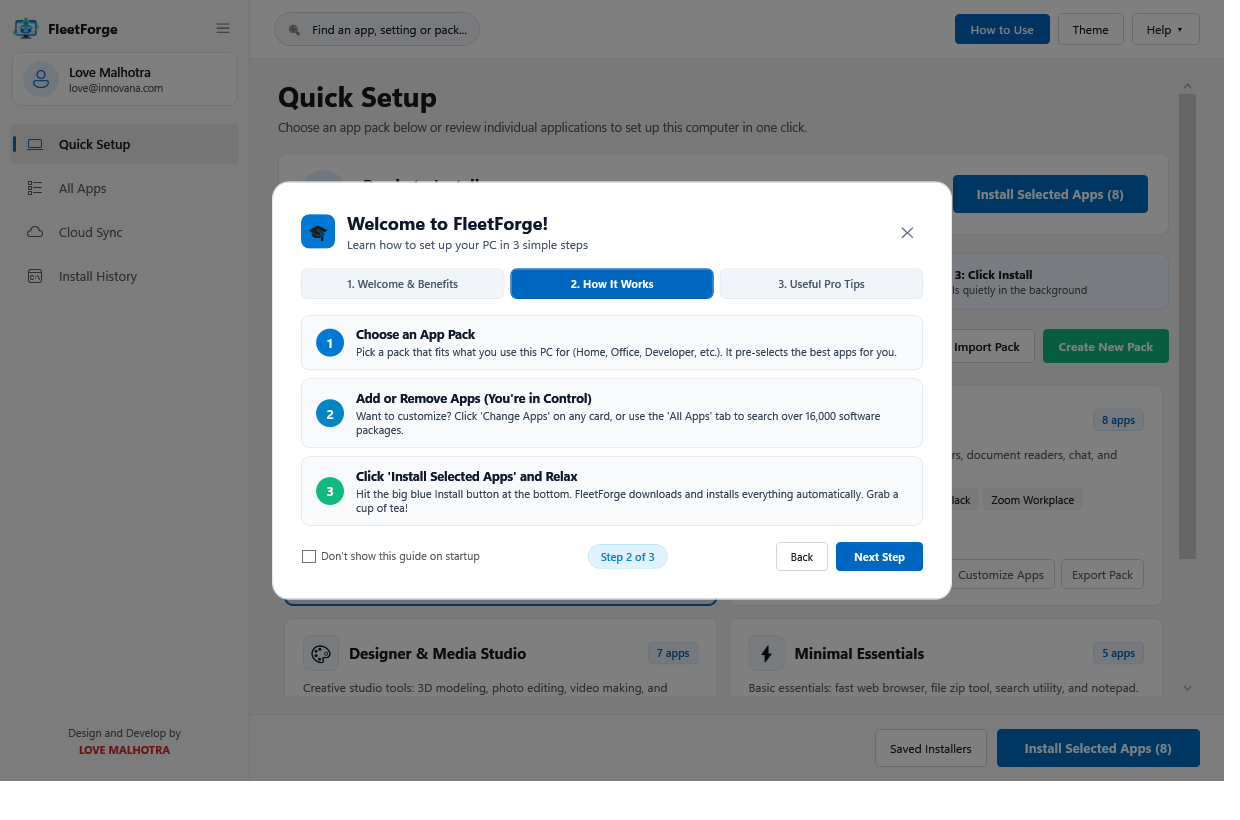 FleetForge
Find an app, setting or pack...
How to Use
Theme
Help
Love Malhotra
love@innovana.com
Quick Setup
All Apps
Cloud Sync
Install History
Design and Develop by
LOVE MALHOTRA
Quick Setup
Choose an app pack below or review individual applications to set up this computer in one click.
Install Selected Apps (8)
3: Click Install
quietly in the background
Import Pack
Create New Pack
8 apps
document readers, chat, and
Zoom Workplace
Customize Apps
Export Pack
Welcome to FleetForge!
Learn how to set up your PC in 3 simple steps
1. Welcome & Benefits
2. How It Works
3. Useful Pro Tips
1
Choose an App Pack
Pick a pack that fits what you use this PC for (Home, Office, Developer, etc.). It pre-selects the best apps for you.
2
Add or Remove Apps (You're in Control)
Want to customize? Click 'Change Apps' on any card, or use the 'All Apps' tab to search over 16,000 software
packages.
3
Click 'Install Selected Apps' and Relax
Hit the big blue Install button at the bottom. FleetForge downloads and installs everything automatically. Grab a
cup of tea!
Don't show this guide on startup
Step 2 of 3
Back
Next Step
Designer & Media Studio
7 apps
Creative studio tools: 3D modeling, photo editing, video making, and
Minimal Essentials
5 apps
Basic essentials: fast web browser, file zip tool, search utility, and notepad.
Saved Installers
Install Selected Apps (8)